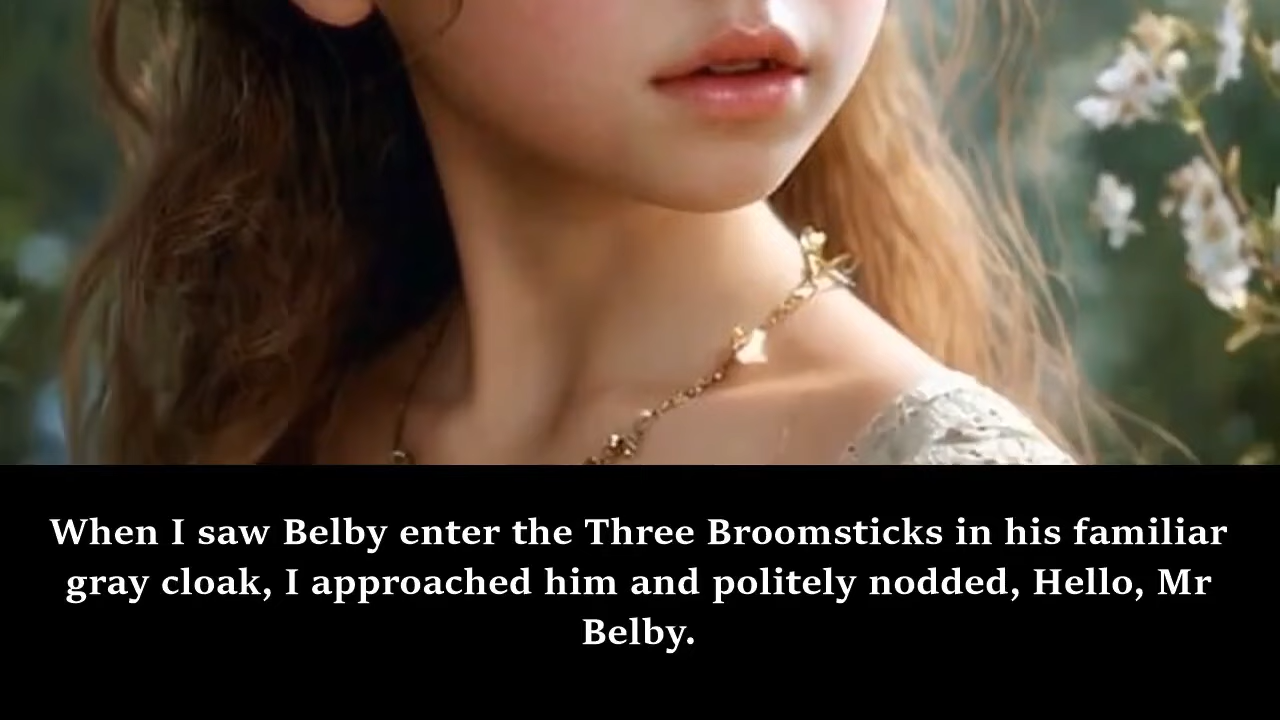 When I saw Belby enter the Three Broomsticks in his familiar
gray cloak, I approached him and politely nodded, Hello, Mr
Belby.